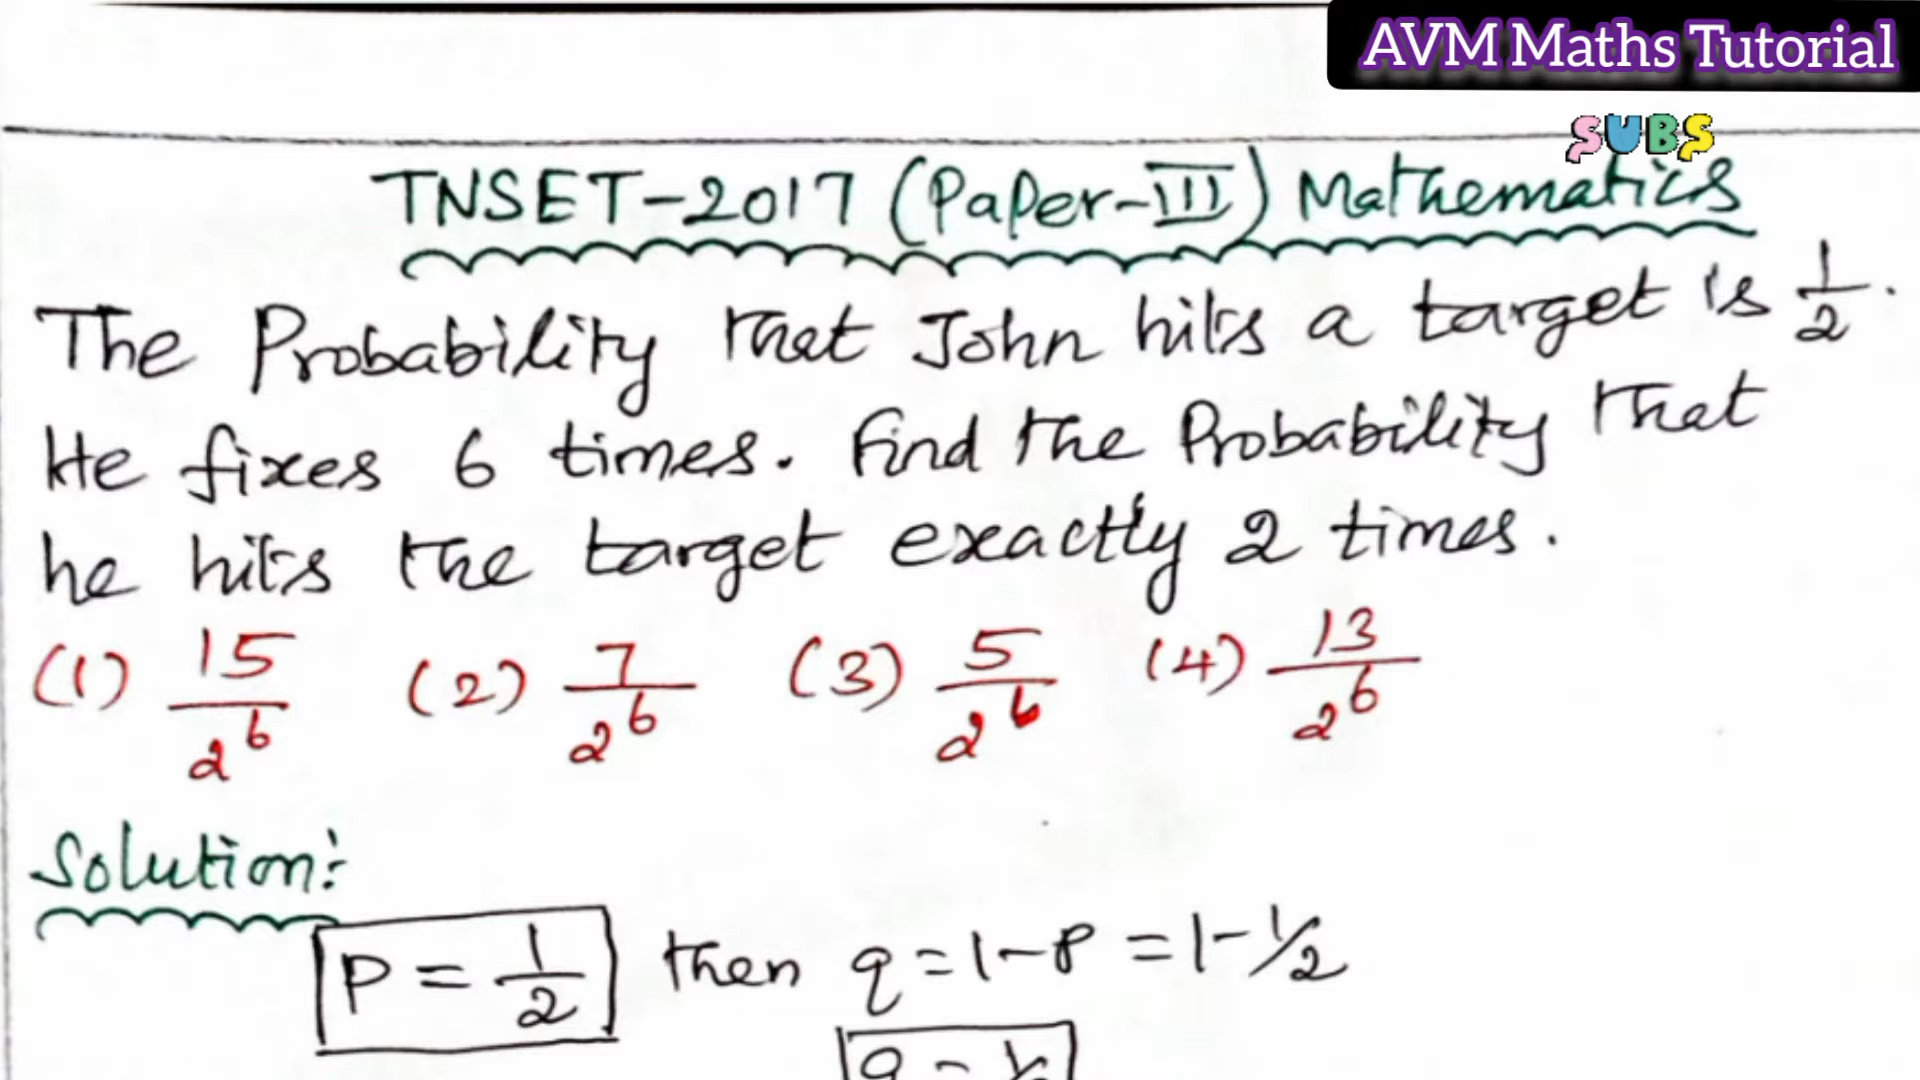 AVM Maths Tutorial
SUBS
TNSET-2017 (Paper-III) Mathematics
The Probability that John hits a target is 1/2.
He fixes 6 times. Find the Probability that
he hits the target exactly 2 times.
(1) 15/2^6 (2) 7/2^6 (3) 5/2^6 (4) 13/2^6
Solution:
P = 1/2 then q = 1-P = 1-1/2